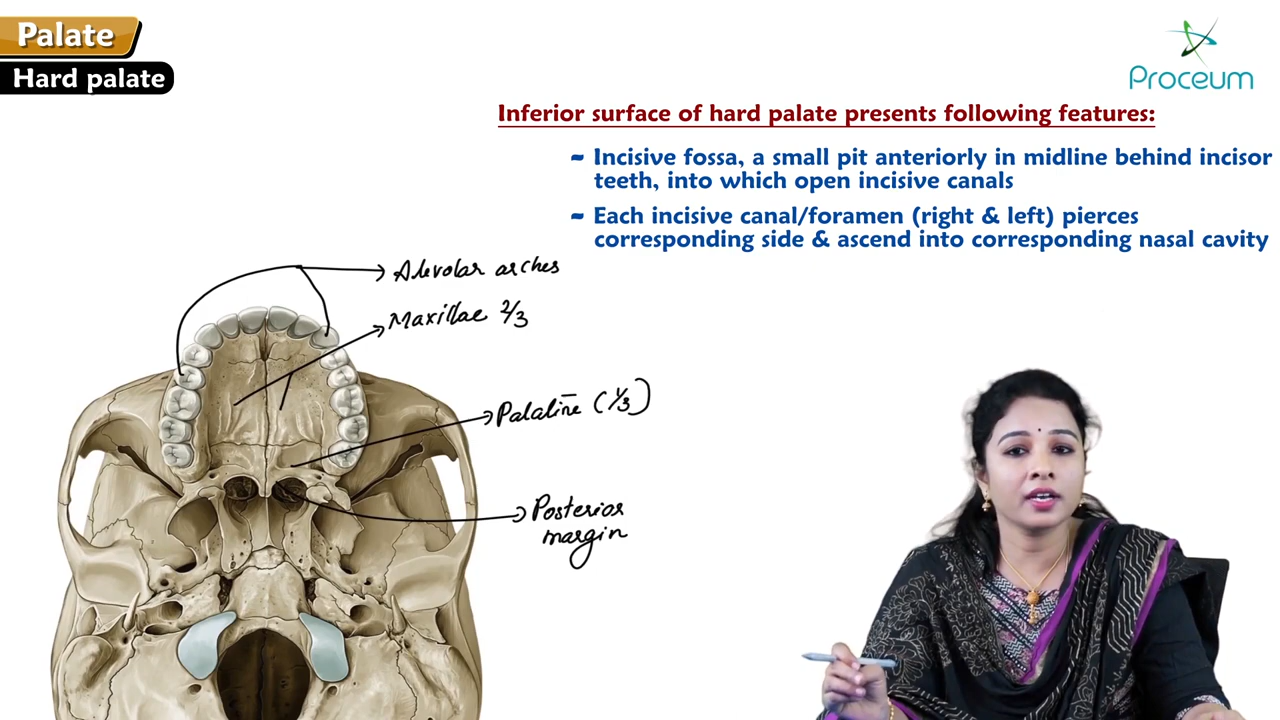 Palate
Hard palate
Proceum
Inferior surface of hard palate presents following features:
~ Incisive fossa, a small pit anteriorly in midline behind incisor
teeth, into which open incisive canals
~ Each incisive canal/foramen (right & left) pierces
corresponding side & ascend into corresponding nasal cavity
Alevolar arches
Maxillae 2/3
Palatine (1/3)
Posterior
margin